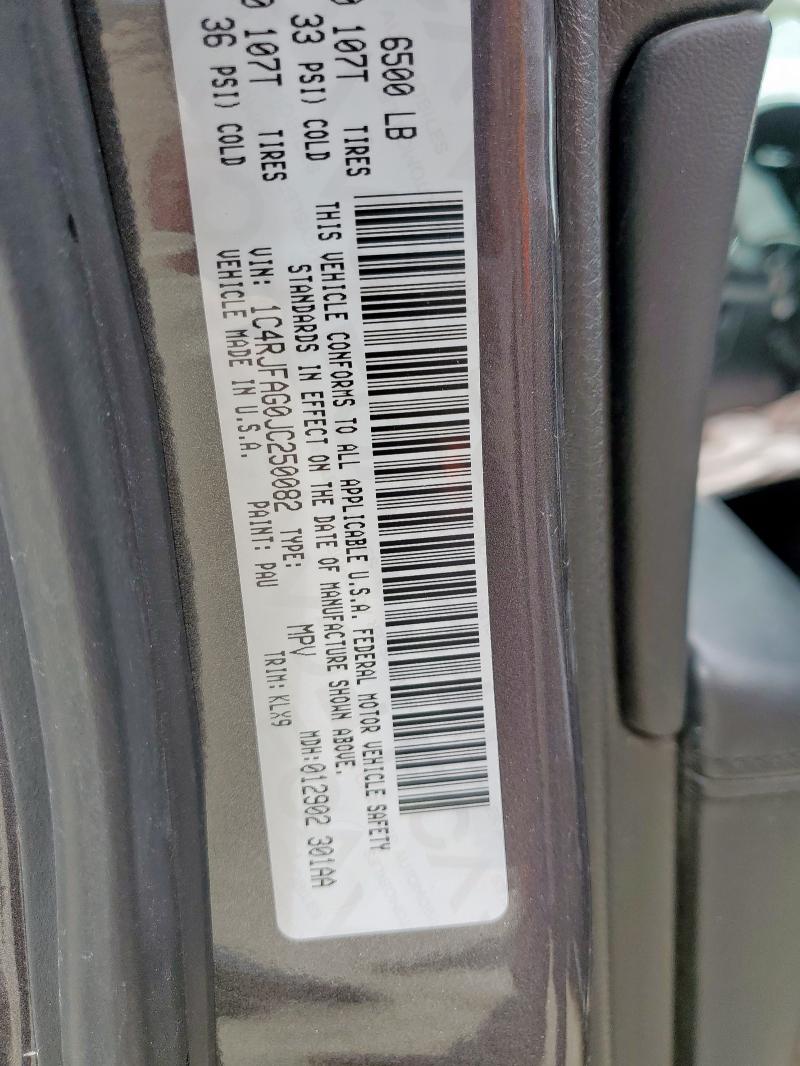 6500 LB
107T TIRES
33 PSI) COLD
107T TIRES
36 PSI) COLD
THIS VEHICLE CONFORMS TO ALL APPLICABLE U.S.A. FEDERAL MOTOR VEHICLE SAFETY
STANDARDS IN EFFECT ON THE DATE OF MANUFACTURE SHOWN ABOVE.
VIN: 1C4RJFAG0JC250082 TYPE: MPV MDH:012902 301AA
VEHICLE MADE IN U.S.A. PAINT: PAU TRIM: KLX9